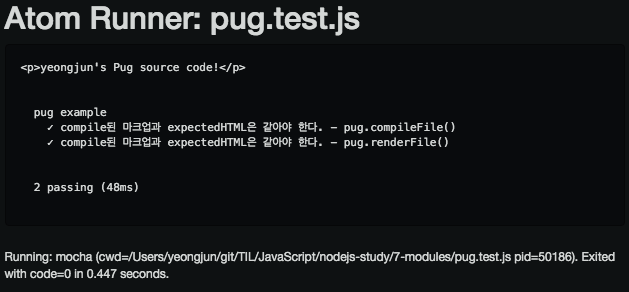 Atom Runner: pug.test.js
<p>yeongjun's Pug source code!</p>
pug example
✓ compile된 마크업과 expectedHTML은 같아야 한다. – pug.compileFile()
✓ compile된 마크업과 expectedHTML은 같아야 한다. – pug.renderFile()
2 passing (48ms)
Running: mocha (cwd=/Users/yeongjun/git/TIL/JavaScript/nodejs-study/7-modules/pug.test.js pid=50186). Exited
with code=0 in 0.447 seconds.